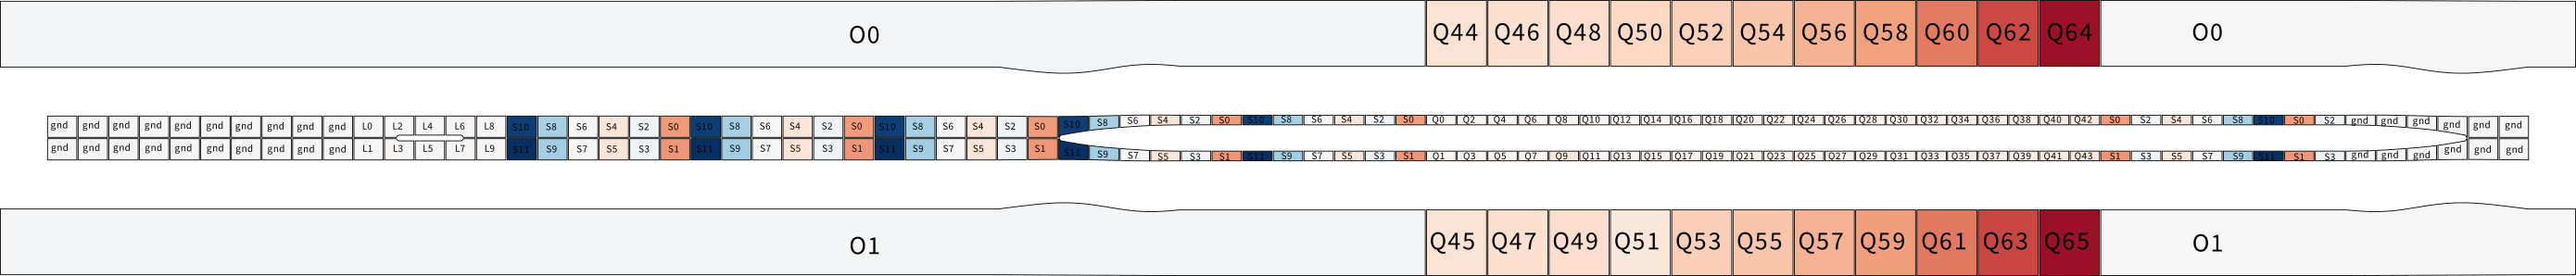 O0 Q44 Q46 Q48 Q50 Q52 Q54 Q56 Q58 Q60 Q62 Q64 O0
gnd gnd gnd gnd gnd gnd gnd gnd gnd gnd L0 L2 L4 L6 L8 S10 S8 S6 S4 S2 S0 S10 S8 S6 S4 S2 S0 S10 S8 S6 S4 S2 S0 S10 S8 S6 S4 S2 S0 S10 S8 S6 S4 S2 S0 Q0 Q2 Q4 Q6 Q8 Q10 Q12 Q14 Q16 Q18 Q20 Q22 Q24 Q26 Q28 Q30 Q32 Q34 Q36 Q38 Q40 Q42 S0 S2 S4 S6 S8 S10 S0 S2 gnd gnd gnd gnd gnd gnd
gnd gnd gnd gnd gnd gnd gnd gnd gnd gnd L1 L3 L5 L7 L9 S11 S9 S7 S5 S3 S1 S11 S9 S7 S5 S3 S1 S11 S9 S7 S5 S3 S1 S11 S9 S7 S5 S3 S1 S11 S9 S7 S5 S3 S1 Q1 Q3 Q5 Q7 Q9 Q11 Q13 Q15 Q17 Q19 Q21 Q23 Q25 Q27 Q29 Q31 Q33 Q35 Q37 Q39 Q41 Q43 S1 S3 S5 S7 S9 S11 S1 S3 gnd gnd gnd gnd gnd gnd
O1 Q45 Q47 Q49 Q51 Q53 Q55 Q57 Q59 Q61 Q63 Q65 O1